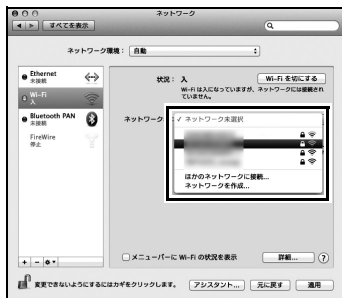 ネットワーク
すべてを表示
ネットワーク環境： 自動
Ethernet
未接続
Wi-Fi
入
Bluetooth PAN
未接続
FireWire
停止
状況： 入
Wi-Fi を切にする
Wi-Fi は入になっていますが、ネットワークには接続され
ていません。
ネットワーク
✓ ネットワーク未選択
ほかのネットワークに接続...
ネットワークを作成...
メニューバーに Wi-Fi の状況を表示
詳細...
?
変更できないようにするにはカギをクリックします。
アシスタント...
元に戻す
適用